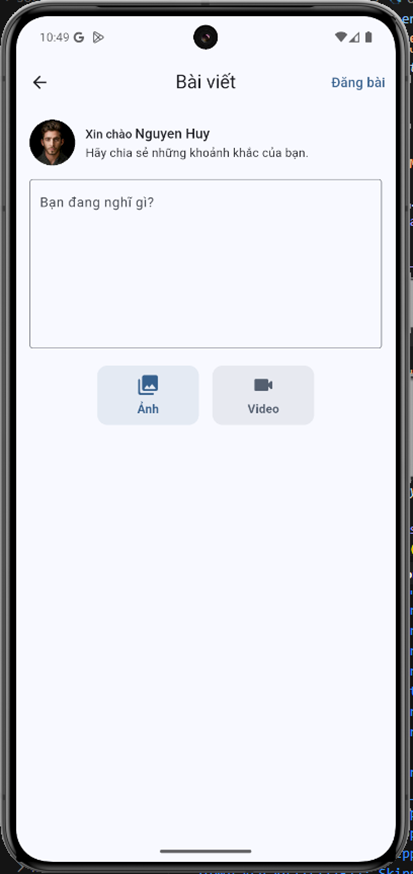 10:49 G
Bài viết
Đăng bài
Xin chào Nguyen Huy
Hãy chia sẻ những khoảnh khắc của bạn.
Bạn đang nghĩ gì?
Ảnh
Video